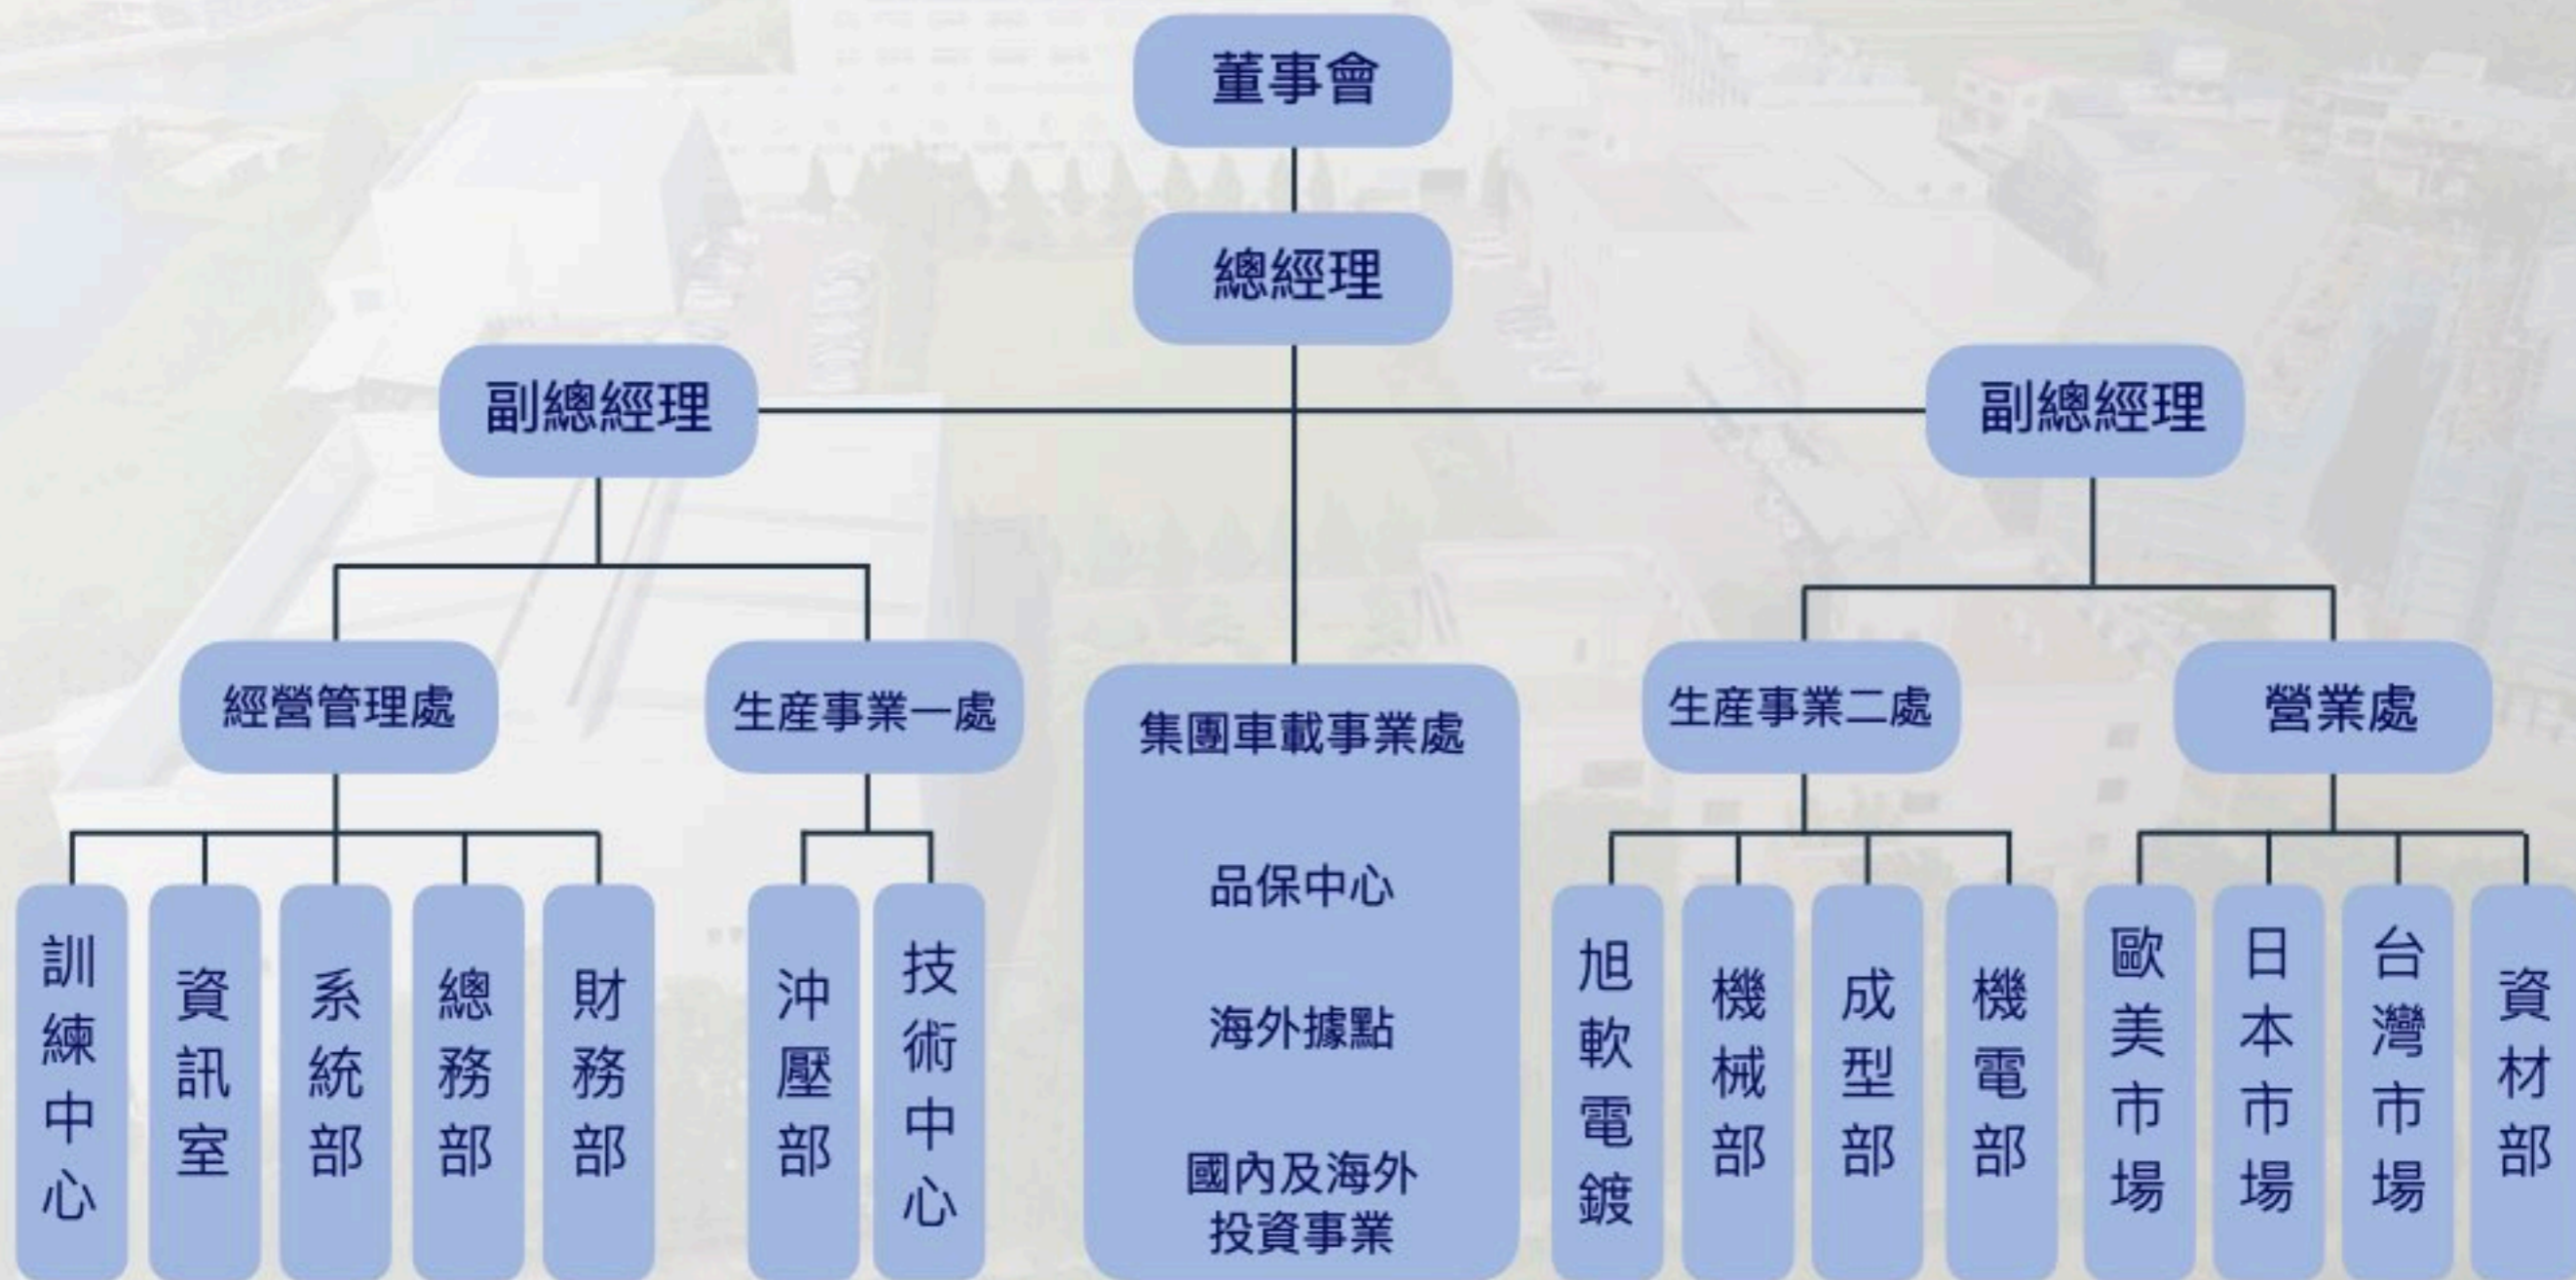 董事會
總經理
副總經理
副總經理
經營管理處
生産事業一處
集團車載事業處
品保中心
海外據點
國內及海外
投資事業
生産事業二處
營業處
訓練中心
資訊室
系統部
總務部
財務部
沖壓部
技術中心
旭軟電鍍
機械部
成型部
機電部
歐美市場
日本市場
台灣市場
資材部